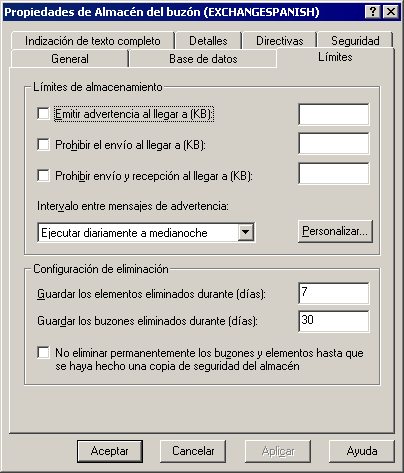 Propiedades de Almacén del buzón (EXCHANGESPANISH)
Indización de texto completo
Detalles
Directivas
Seguridad
General
Base de datos
Límites
Límites de almacenamiento
Emitir advertencia al llegar a (KB):
Prohibir el envío al llegar a (KB):
Prohibir envío y recepción al llegar a (KB):
Intervalo entre mensajes de advertencia:
Ejecutar diariamente a medianoche
Personalizar...
Configuración de eliminación
Guardar los elementos eliminados durante (días):
7
Guardar los buzones eliminados durante (días):
30
No eliminar permanentemente los buzones y elementos hasta que
se haya hecho una copia de seguridad del almacén
Aceptar
Cancelar
Aplicar
Ayuda